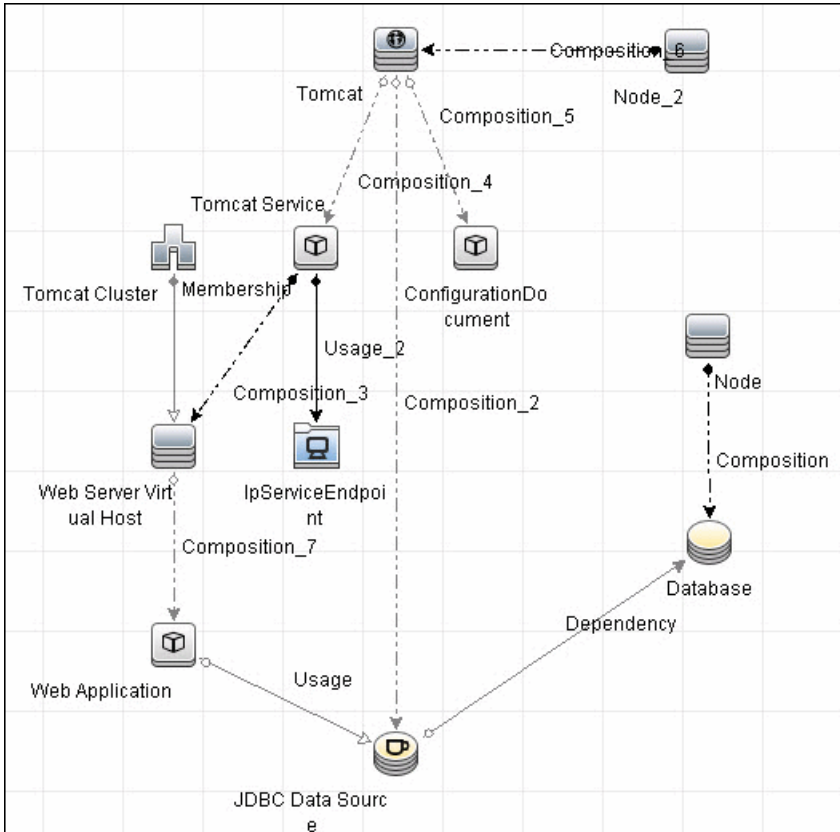 Composition_6
Tomcat
Node_2
Composition_5
Composition_4
Tomcat Service
Tomcat Cluster
Membership
ConfigurationDo
cument
Usage_2
Node
Composition_3
Composition_2
Composition
Web Server Virt
ual Host
IpServiceEndpoi
nt
Composition_7
Database
Dependency
Web Application
Usage
JDBC Data Sourc
e